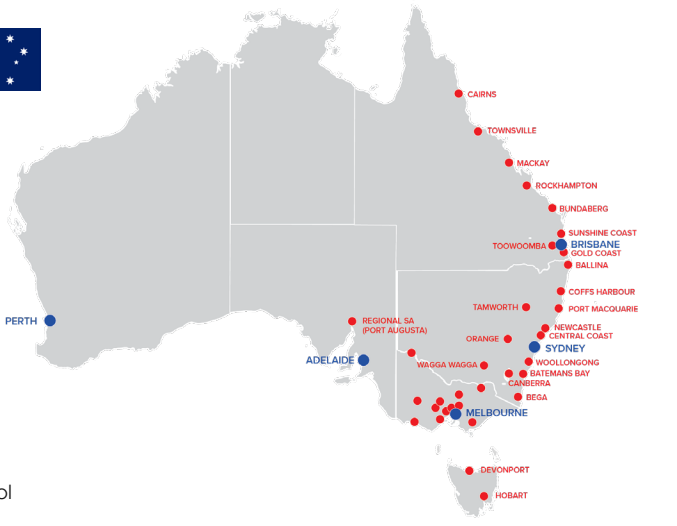 CAIRNS
TOWNSVILLE
MACKAY
ROCKHAMPTON
BUNDABERG
SUNSHINE COAST
TOOWOOMBA
BRISBANE
GOLD COAST
BALLINA
COFFS HARBOUR
TAMWORTH
PORT MACQUARIE
PERTH
REGIONAL SA
(PORT AUGUSTA)
NEWCASTLE
CENTRAL COAST
ORANGE
SYDNEY
ADELAIDE
WAGGA WAGGA
WOOLLONGONG
BATEMANS BAY
CANBERRA
BEGA
MELBOURNE
DEVONPORT
ol
HOBART